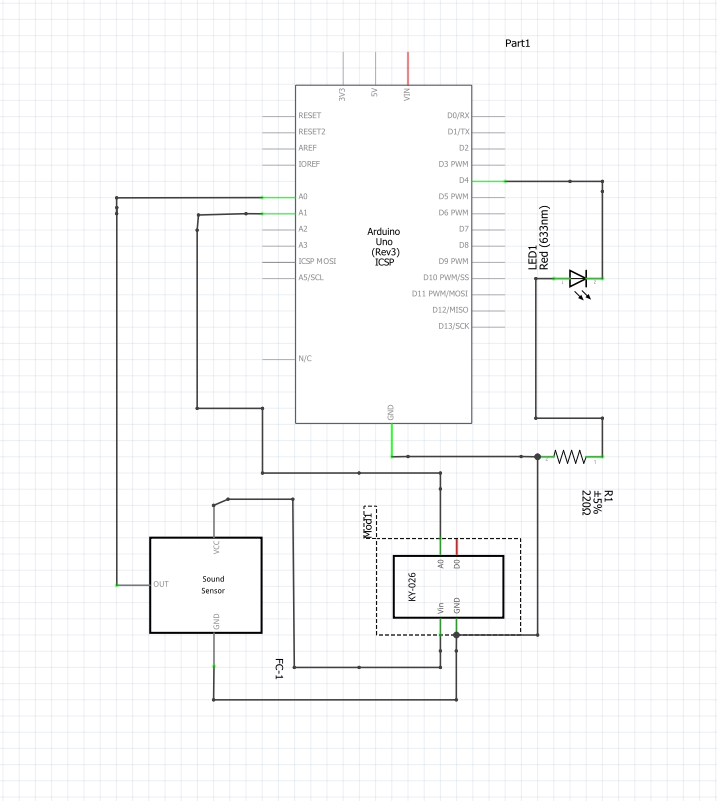 Part1
3V3
5V
VIN
RESET
RESET2
AREF
IOREF
A0
A1
A2
A3
ICSP MOSI
A5/SCL
N/C
Arduino
Uno
(Rev3)
ICSP
D0/RX
D1/TX
D2
D3 PWM
D4
D5 PWM
D6 PWM
D7
D8
D9 PWM
D10 PWM/SS
D11 PWM/MOSI
D12/MISO
D13/SCK
GND
LED1
Red (633nm)
R1
±5%
220Ω
Mod1
KY-026
A0
D0
Vin
GND
VCC
OUT
Sound
Sensor
GND
FC-1